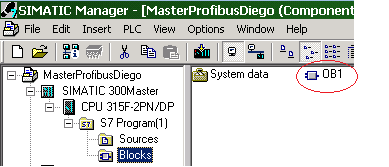 SIMATIC Manager - [MasterProfibusDiego (Component
File Edit Insert PLC View Options Window Help
MasterProfibusDiego
SIMATIC 300Master
CPU 315F-2PN/DP
S7 Program(1)
Sources
Blocks
System data
OB1